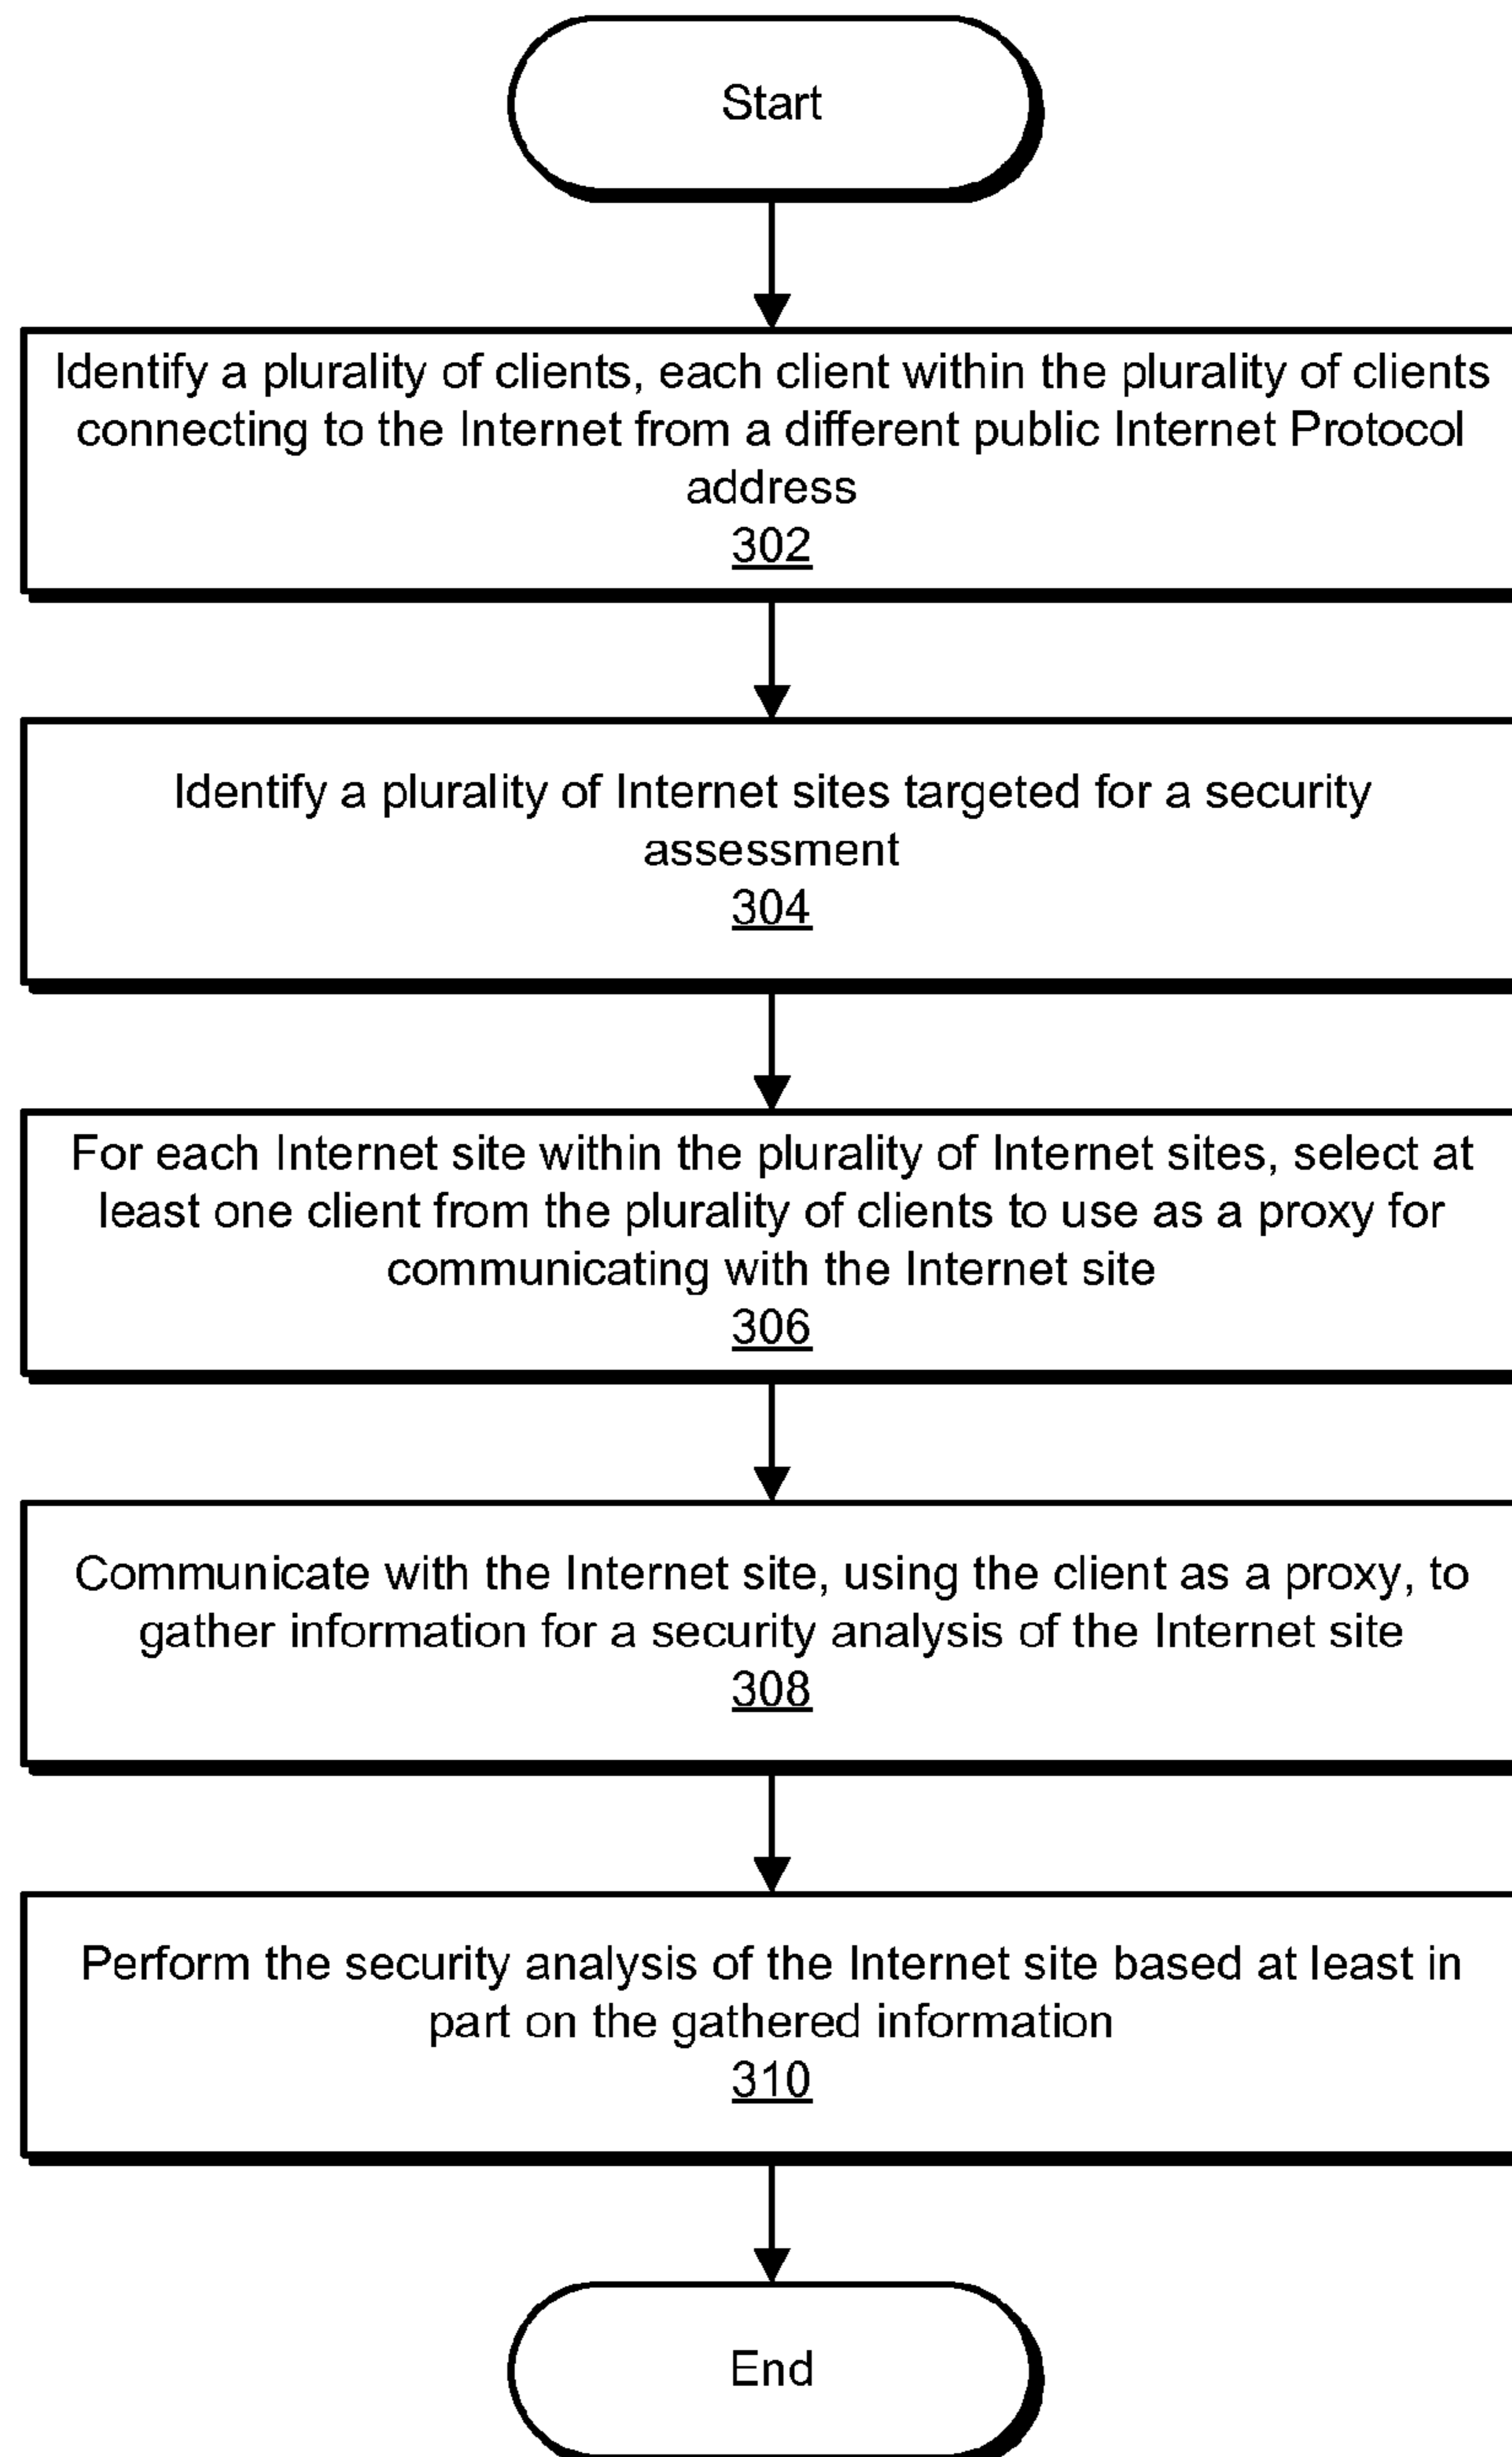 Start
Identify a plurality of clients, each client within the plurality of clients
connecting to the Internet from a different public Internet Protocol
address
302
Identify a plurality of Internet sites targeted for a security
assessment
304
For each Internet site within the plurality of Internet sites, select at
least one client from the plurality of clients to use as a proxy for
communicating with the Internet site
306
Communicate with the Internet site, using the client as a proxy, to
gather information for a security analysis of the Internet site
308
Perform the security analysis of the Internet site based at least in
part on the gathered information
310
End